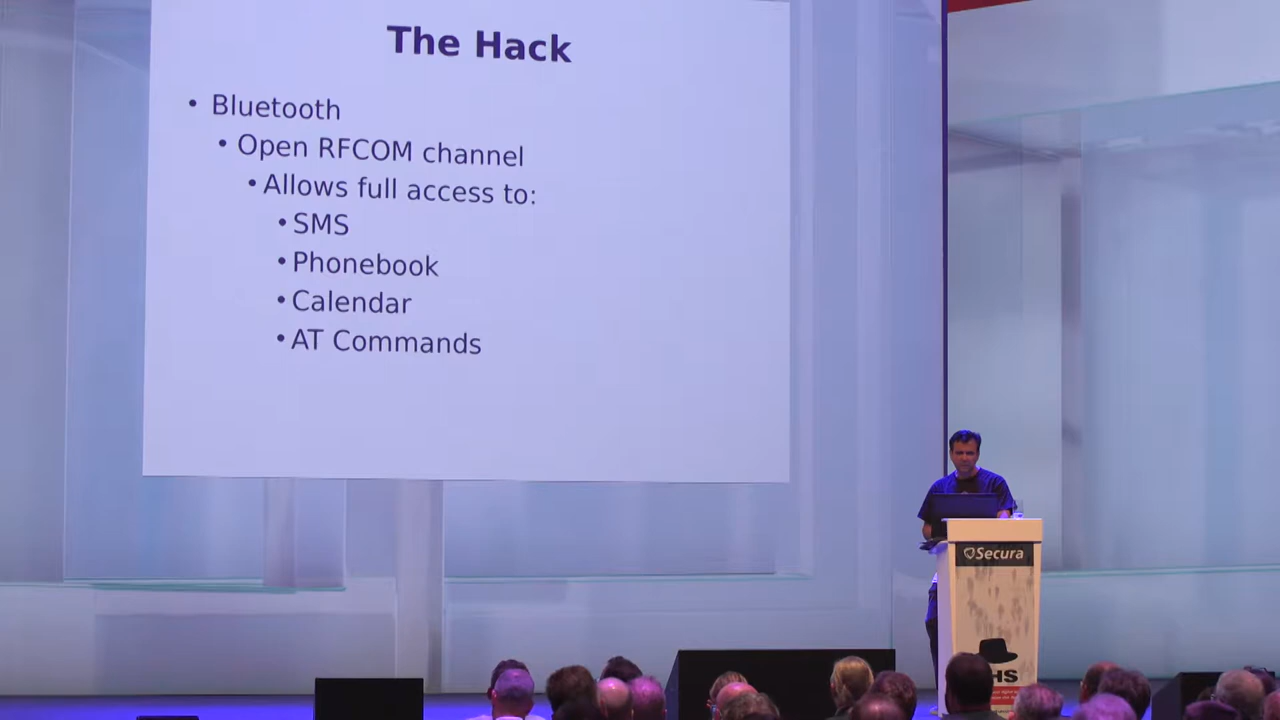 The Hack
• Bluetooth
• Open RFCOM channel
• Allows full access to:
• SMS
• Phonebook
• Calendar
• AT Commands
Secura
HS